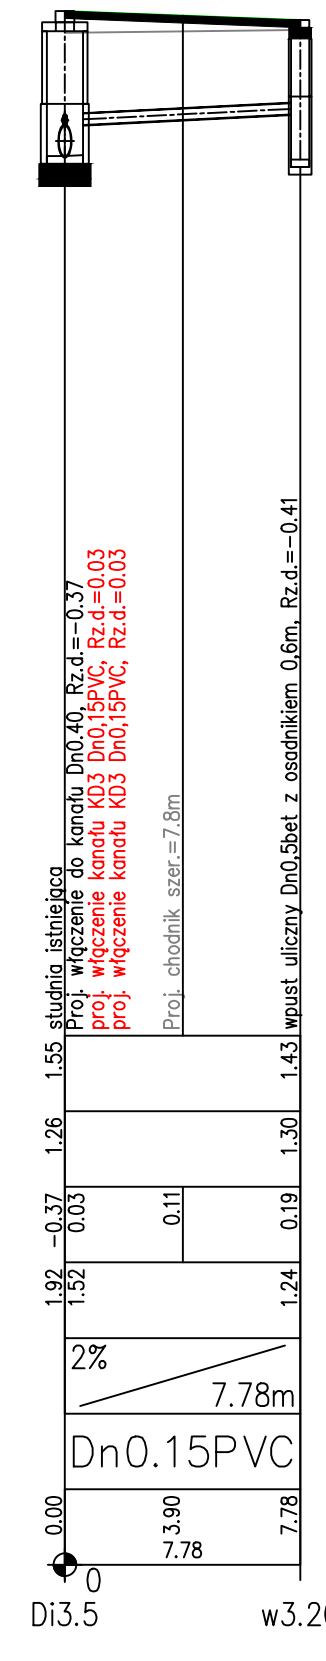 studnia istniejąca
Proj. włączenie do kanału Dn0.40, Rz.d.=-0.37
proj. włączenie kanału KD3 Dn0,15PVC, Rz.d.=0.03
proj. włączenie kanału KD3 Dn0,15PVC, Rz.d.=0.03
Proj. chodnik szer.=7.8m
wpust uliczny Dn0,5bet z osadnikiem 0,6m, Rz.d.=-0.41
1.55
1.43
1.26
1.30
-0.37
0.03
0.11
0.19
1.92
1.52
1.24
2%
7.78m
Dn0.15PVC
0.00
3.90
7.78
7.78
0
Di3.5